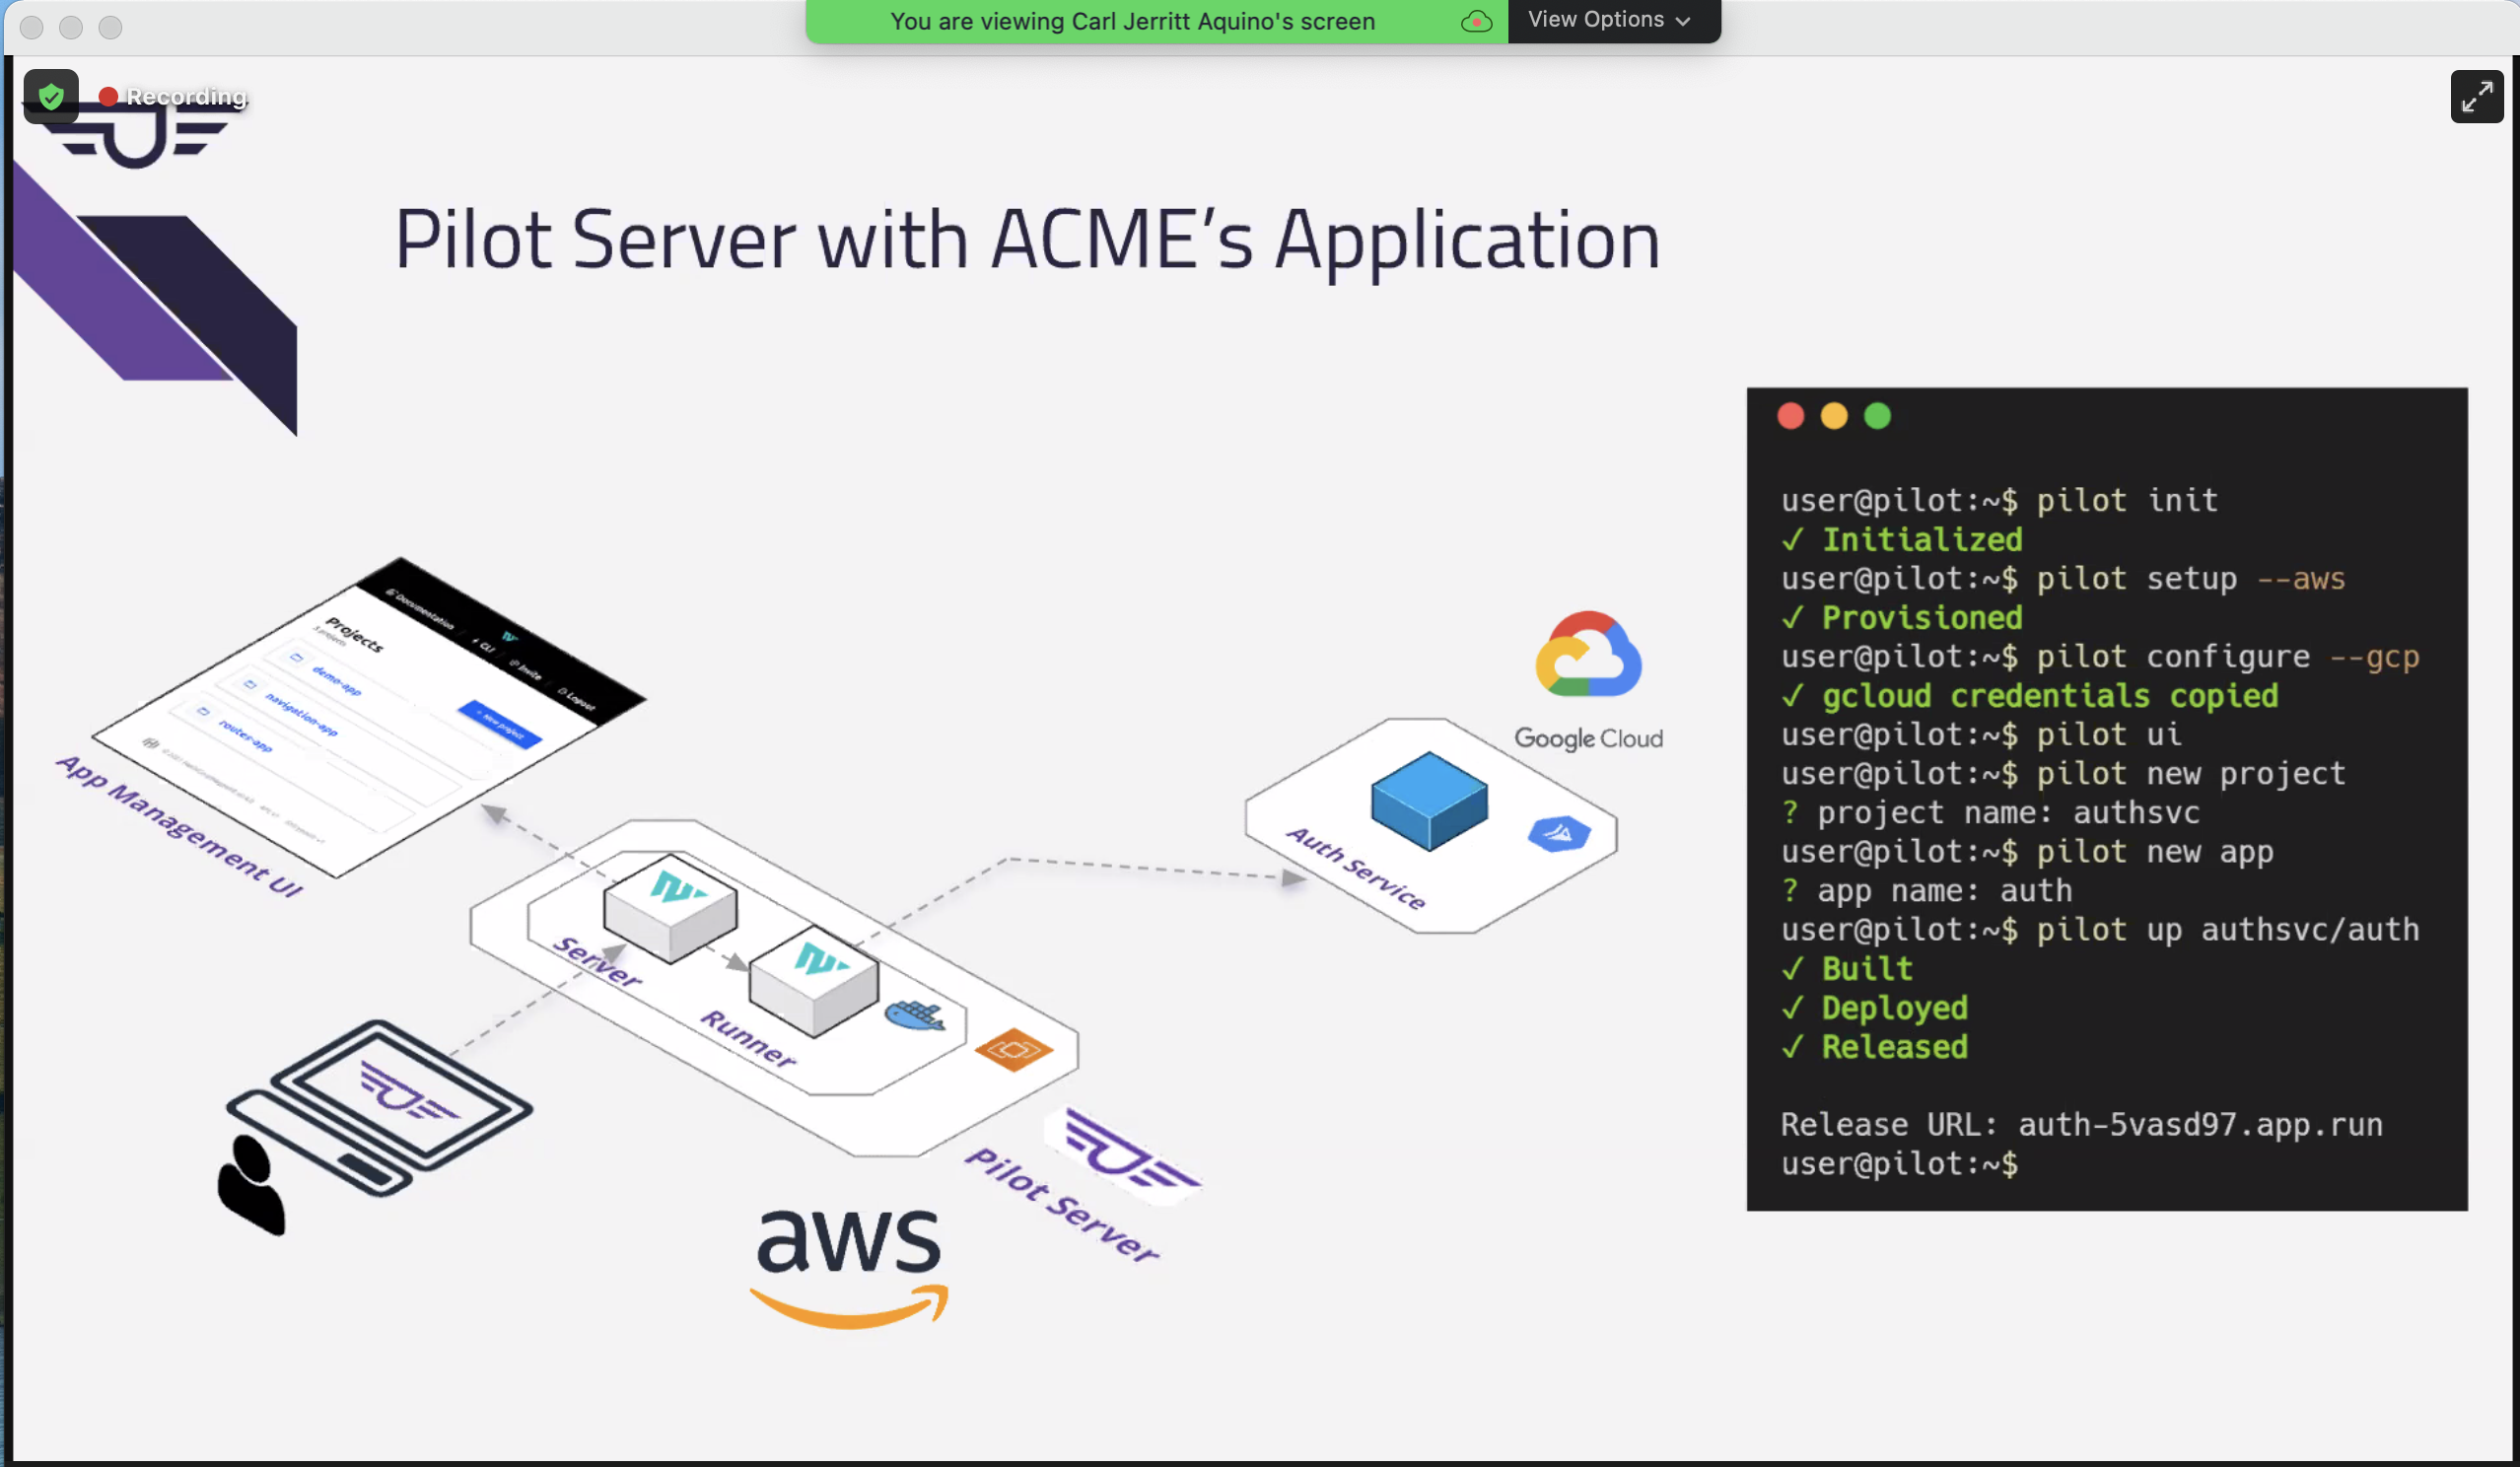 You are viewing Carl Jerritt Aquino's screen
View Options
Recording
Pilot Server with ACME's Application
Documentation
CLI
Invite
Logout
Projects
3 projects
+ New project
demo-app
navigation-app
routes-app
App Management UI
Server
Runner
Pilot Server
aws
Google Cloud
Auth Service
user@pilot:~$ pilot init
✓ Initialized
user@pilot:~$ pilot setup --aws
✓ Provisioned
user@pilot:~$ pilot configure --gcp
✓ gcloud credentials copied
user@pilot:~$ pilot ui
user@pilot:~$ pilot new project
? project name: authsvc
user@pilot:~$ pilot new app
? app name: auth
user@pilot:~$ pilot up authsvc/auth
✓ Built
✓ Deployed
✓ Released
Release URL: auth-5vasd97.app.run
user@pilot:~$